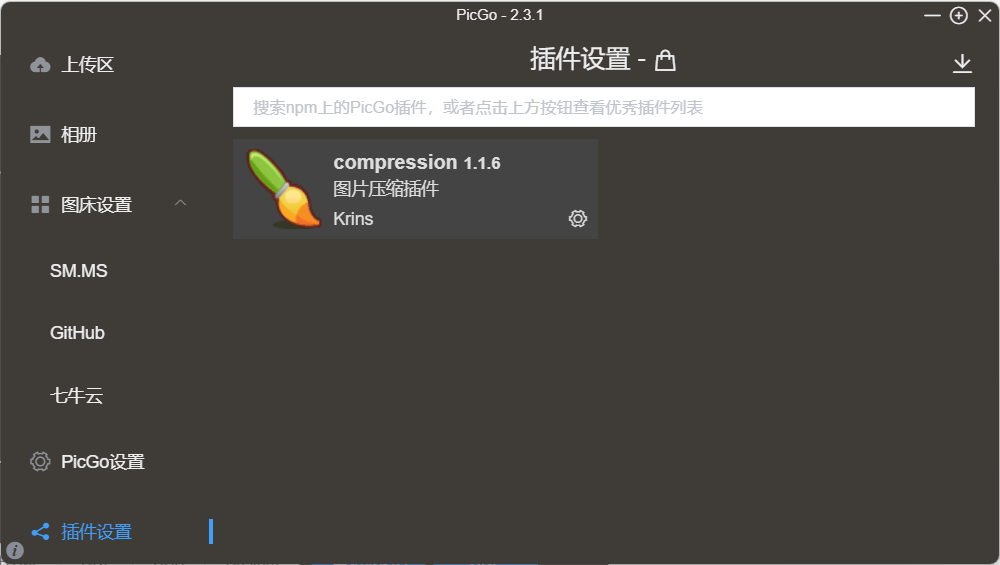 PicGo - 2.3.1
上传区
相册
图床设置
SM.MS
GitHub
七牛云
PicGo设置
插件设置
插件设置 -
搜索npm上的PicGo插件，或者点击上方按钮查看优秀插件列表
compression 1.1.6
图片压缩插件
Krins